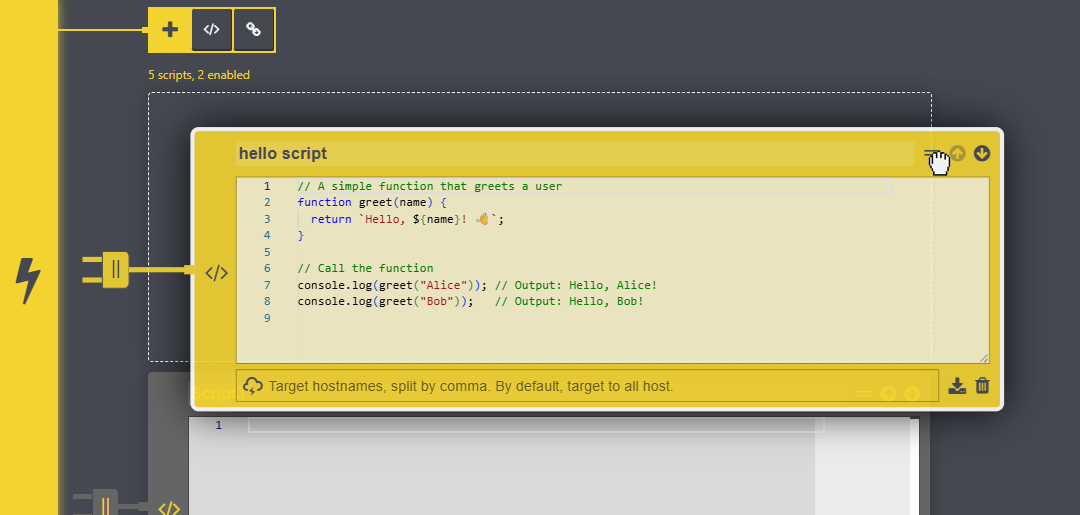 5 scripts, 2 enabled
hello script
1 // A simple function that greets a user
2 function greet(name) {
3 return `Hello, ${name}! 👋`;
4 }
5
6 // Call the function
7 console.log(greet("Alice")); // Output: Hello, Alice!
8 console.log(greet("Bob")); // Output: Hello, Bob!
9
Target hostnames, split by comma. By default, target to all host.
Script
1